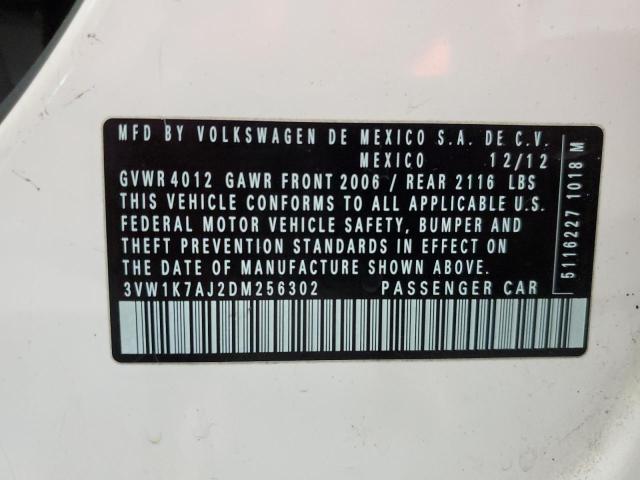 MFD BY VOLKSWAGEN DE MEXICO S.A. DE C.V.
MEXICO 12/12
GVWR 4012 GAWR FRONT 2006 / REAR 2116 LBS
THIS VEHICLE CONFORMS TO ALL APPLICABLE U.S.
FEDERAL MOTOR VEHICLE SAFETY, BUMPER AND
THEFT PREVENTION STANDARDS IN EFFECT ON
THE DATE OF MANUFACTURE SHOWN ABOVE.
3VW1K7AJ2DM256302 PASSENGER CAR
5116227 1018 M